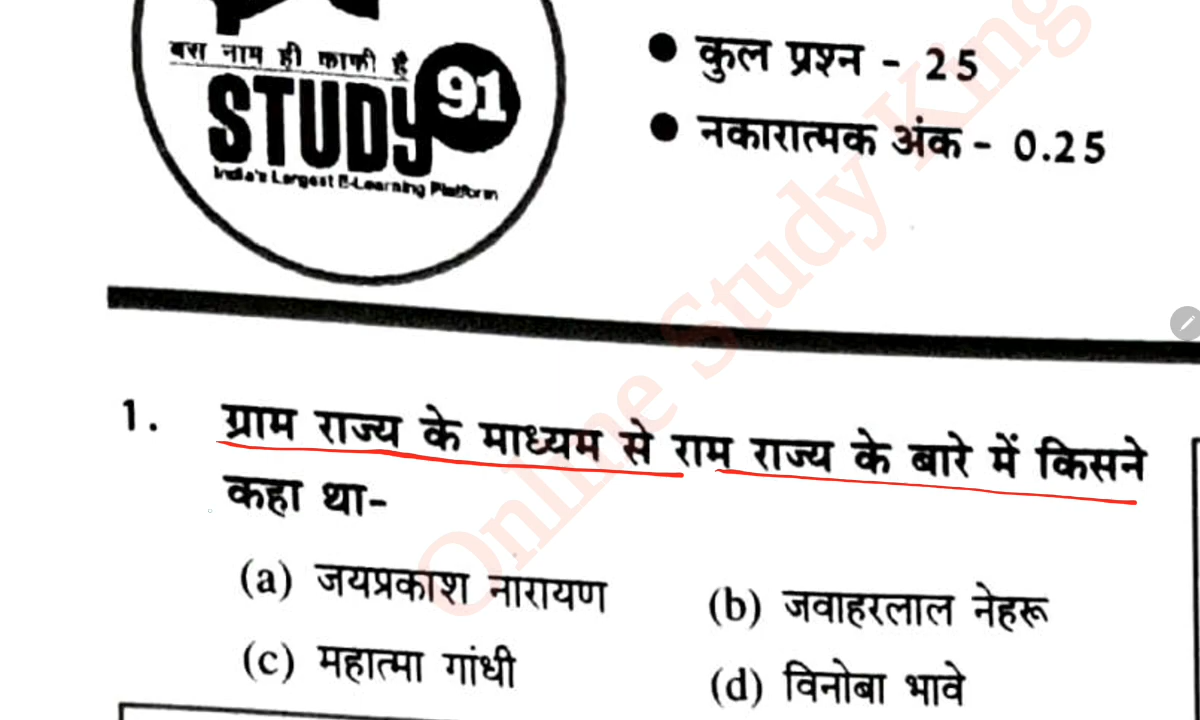 बस नाम ही काफी है
STUDY 91
India's Largest E-Learning Platform
● कुल प्रश्न - 25
● नकारात्मक अंक - 0.25
Online Study King
1. ग्राम राज्य के माध्यम से राम राज्य के बारे में किसने
कहा था-
(a) जयप्रकाश नारायण (b) जवाहरलाल नेहरू
(c) महात्मा गांधी (d) विनोबा भावे